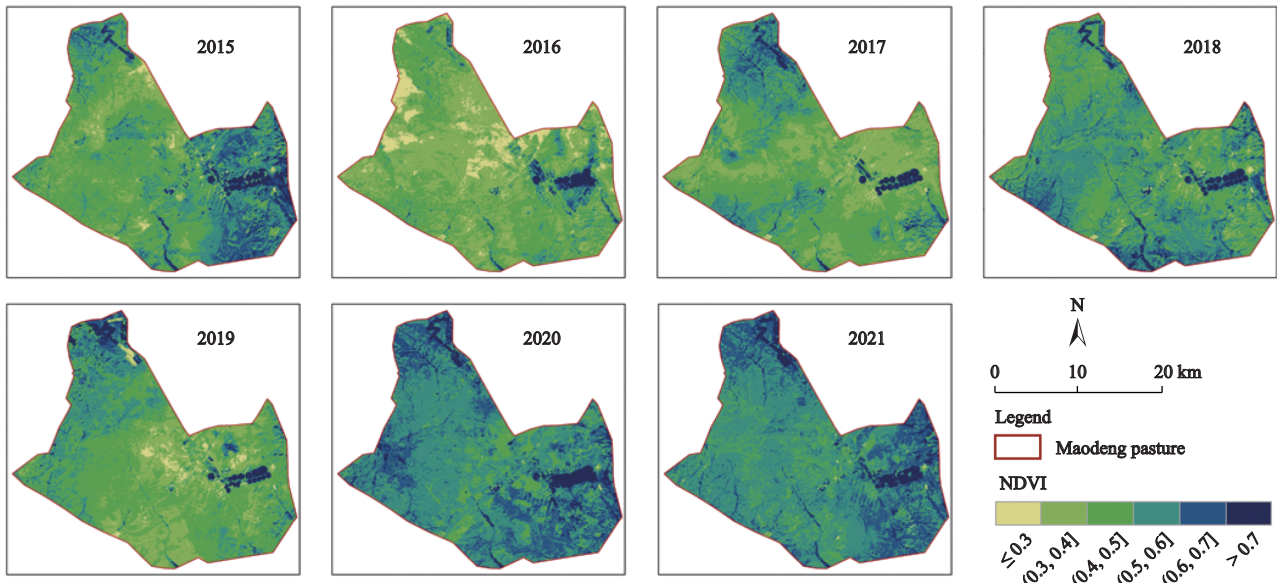 2015
2016
2017
2018
2019
2020
2021
N
0 10 20 km
Legend
Maodeng pasture
NDVI
≤ 0.3
(0.3, 0.4]
(0.4, 0.5]
(0.5, 0.6]
(0.6, 0.7]
> 0.7